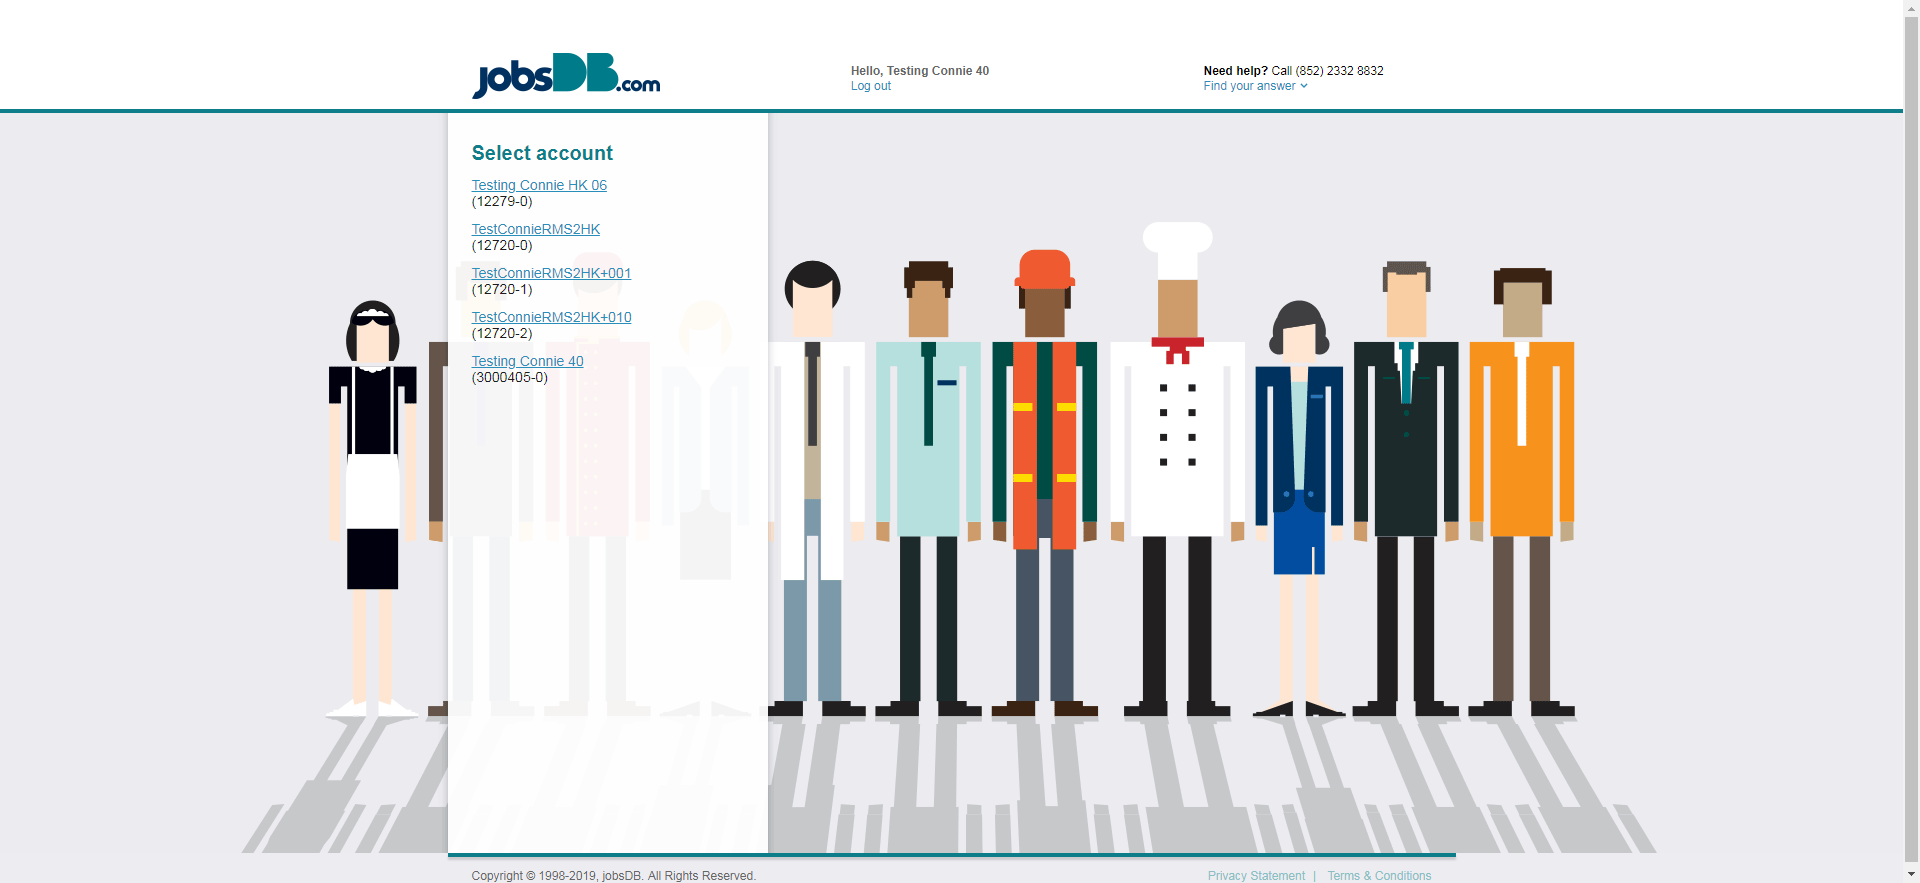 jobsDB.com
Hello, Testing Connie 40
Log out
Need help? Call (852) 2332 8832
Find your answer
Select account
Testing Connie HK 06
(12279-0)
TestConnieRMS2HK
(12720-0)
TestConnieRMS2HK+001
(12720-1)
TestConnieRMS2HK+010
(12720-2)
Testing Connie 40
(3000405-0)
Copyright © 1998-2019, jobsDB. All Rights Reserved.
Privacy Statement | Terms & Conditions